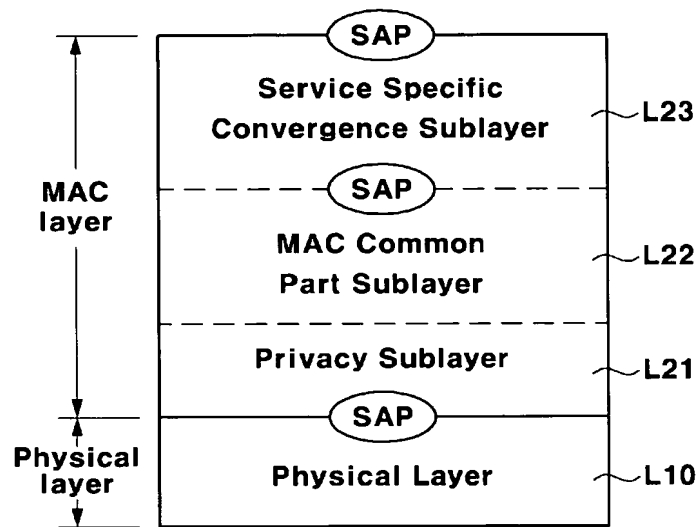 SAP
Service Specific
Convergence Sublayer
L23
SAP
MAC
layer
MAC Common
Part Sublayer
L22
Privacy Sublayer
L21
SAP
Physical
layer
Physical Layer
L10